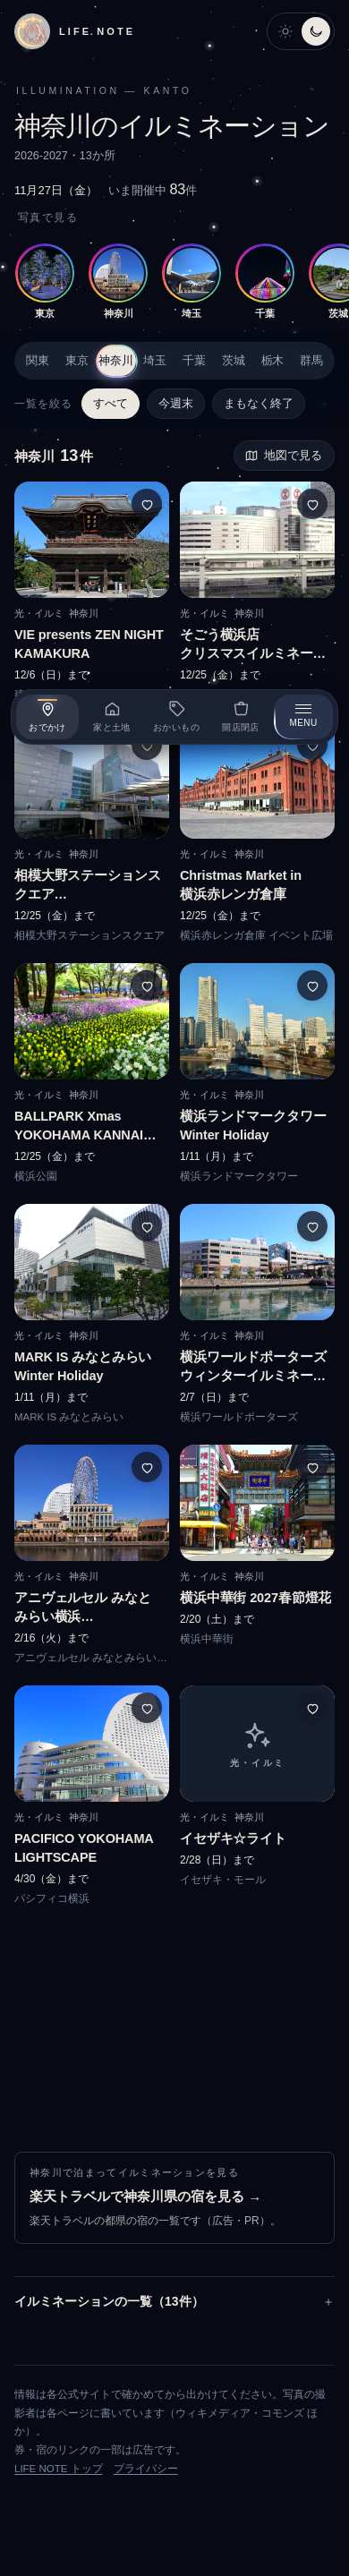 LIFE.NOTE
ILLUMINATION — KANTO
神奈川のイルミネーション
2026-2027・13か所
11月27日（金） いま開催中 83件
写真で見る
東京 神奈川 埼玉 千葉 茨城
関東 東京 神奈川 埼玉 千葉 茨城 栃木 群馬
一覧を絞る すべて 今週末 まもなく終了
神奈川 13件 地図で見る
光・イルミ 神奈川
VIE presents ZEN NIGHT
KAMAKURA
12/6（日）まで
光・イルミ 神奈川
そごう横浜店
クリスマスイルミネー…
12/25（金）まで
おでかけ 家と土地 おかいもの 開店閉店 MENU
光・イルミ 神奈川
相模大野ステーションス
クエア…
12/25（金）まで
相模大野ステーションスクエア
光・イルミ 神奈川
Christmas Market in
横浜赤レンガ倉庫
12/25（金）まで
横浜赤レンガ倉庫 イベント広場
光・イルミ 神奈川
BALLPARK Xmas
YOKOHAMA KANNAI…
12/25（金）まで
横浜公園
光・イルミ 神奈川
横浜ランドマークタワー
Winter Holiday
1/11（月）まで
横浜ランドマークタワー
光・イルミ 神奈川
MARK IS みなとみらい
Winter Holiday
1/11（月）まで
MARK IS みなとみらい
光・イルミ 神奈川
横浜ワールドポーターズ
ウィンターイルミネー…
2/7（日）まで
横浜ワールドポーターズ
光・イルミ 神奈川
アニヴェルセル みなと
みらい横浜…
2/16（火）まで
アニヴェルセル みなとみらい…
光・イルミ 神奈川
横浜中華街 2027春節燈花
2/20（土）まで
横浜中華街
光・イルミ 神奈川
PACIFICO YOKOHAMA
LIGHTSCAPE
4/30（金）まで
パシフィコ横浜
光・イルミ
光・イルミ 神奈川
イセザキ☆ライト
2/28（日）まで
イセザキ・モール
神奈川で泊まってイルミネーションを見る
楽天トラベルで神奈川県の宿を見る →
楽天トラベルの都県の宿の一覧です（広告・PR）。
イルミネーションの一覧（13件） +
情報は各公式サイトで確かめてから出かけてください。写真の撮
影者は各ページに書いています（ウィキメディア・コモンズ ほ
か）。
券・宿のリンクの一部は広告です。
LIFE NOTE トップ プライバシー